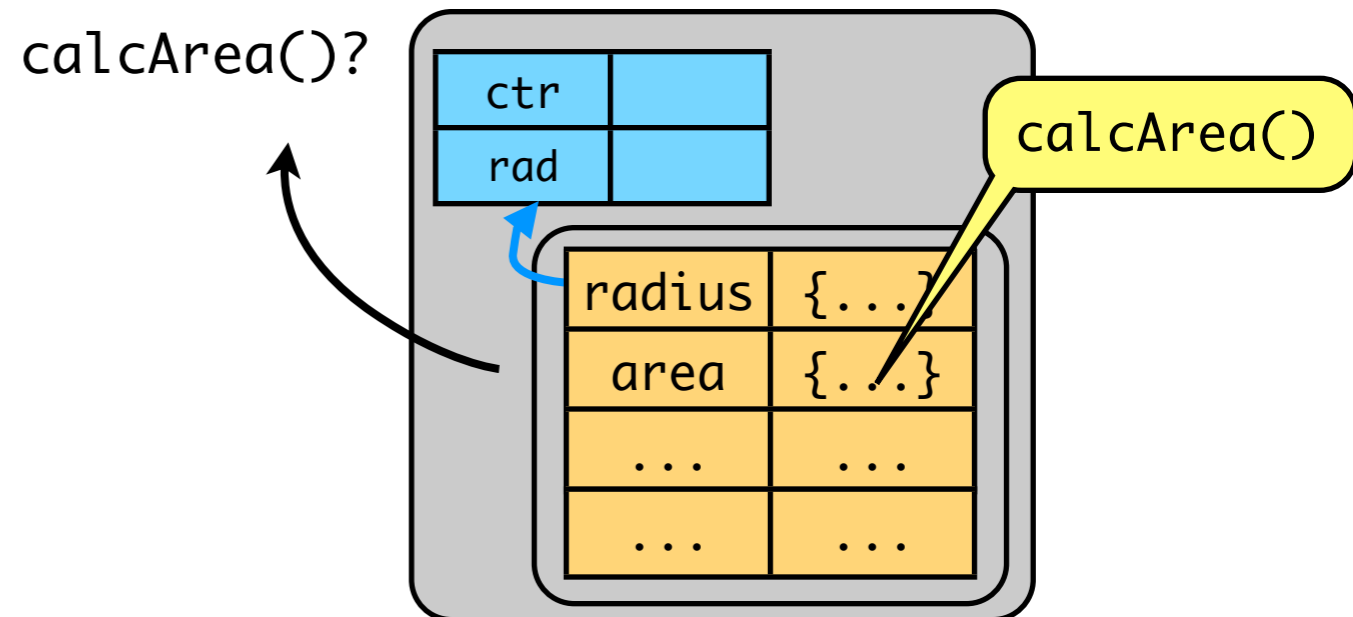 calcArea()?
ctr
rad
calcArea()
radius {...}
area {...}
... ...
... ...